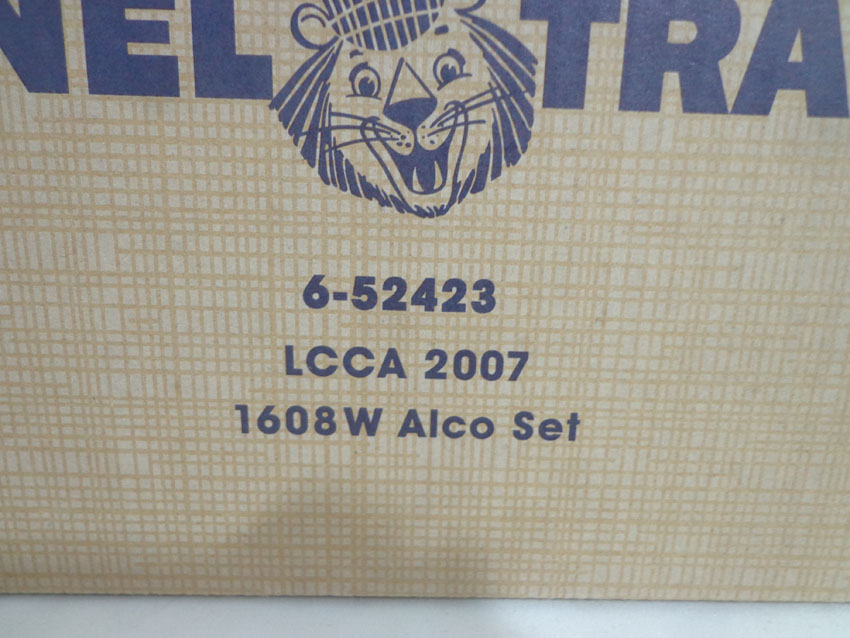 NEL TRA
6-52423
LCCA 2007
1608W Alco Set